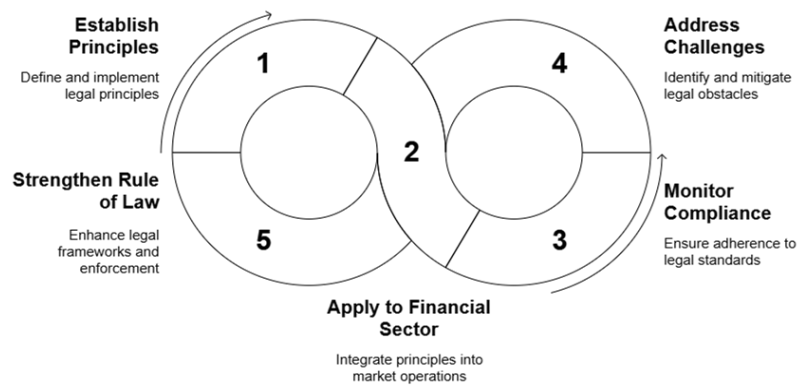 Establish
Principles
Define and implement
legal principles
1
2
3
4
5
Address
Challenges
Identify and mitigate
legal obstacles
Strengthen Rule
of Law
Enhance legal
frameworks and
enforcement
Monitor
Compliance
Ensure adherence to
legal standards
Apply to Financial
Sector
Integrate principles into
market operations